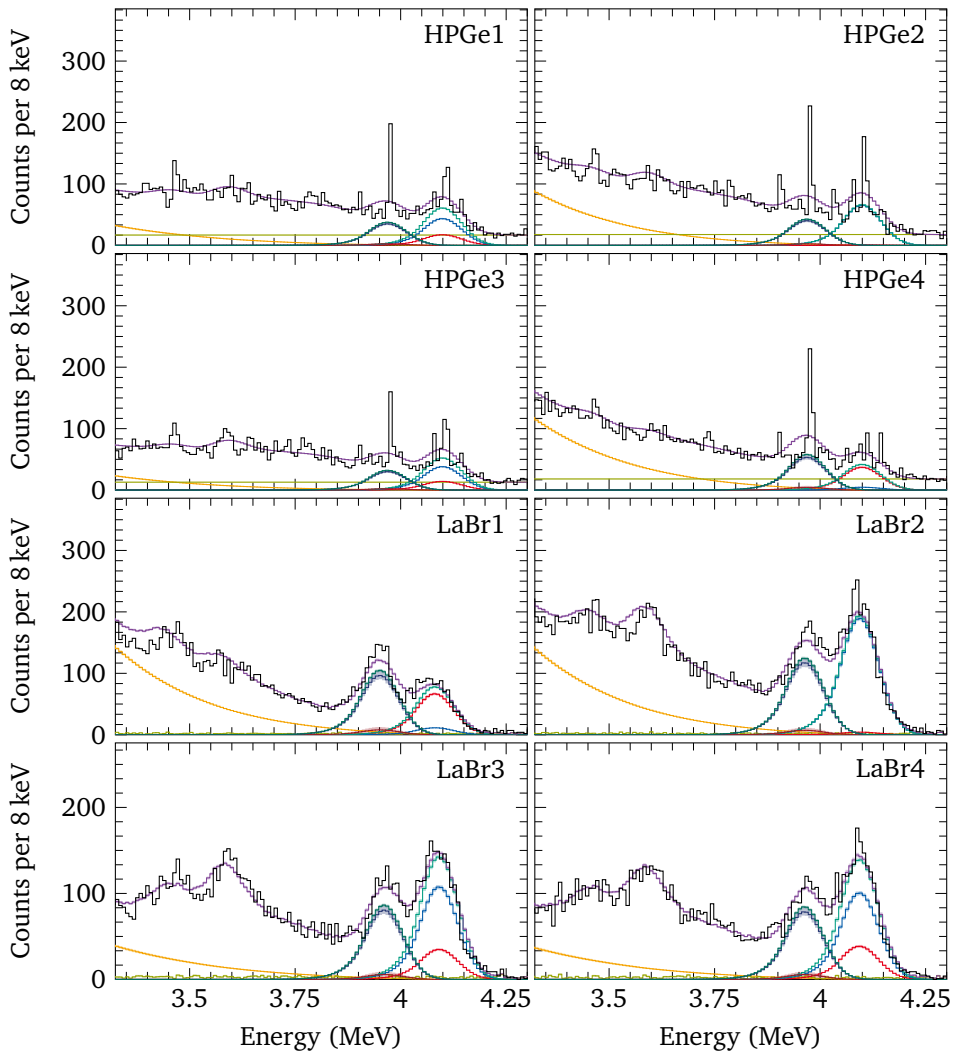 HPGe1
HPGe2
Counts per 8 keV
300
200
100
0
HPGe3
HPGe4
Counts per 8 keV
300
200
100
0
LaBr1
LaBr2
Counts per 8 keV
300
200
100
0
LaBr3
LaBr4
Counts per 8 keV
200
100
0
3.5 3.75 4 4.25 3.5 3.75 4 4.25
Energy (MeV) Energy (MeV)